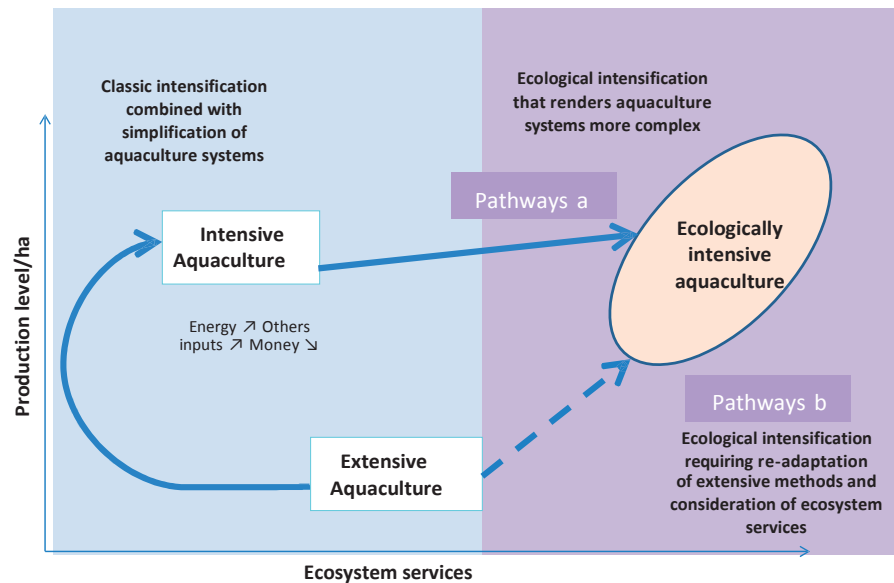 Classic intensification
combined with
simplification of
aquaculture systems
Ecological intensification
that renders aquaculture
systems more complex
Pathways a
Intensive
Aquaculture
Ecologically
intensive
aquaculture
Energy ↗ Others
inputs ↗ Money ↘
Production level/ha
Pathways b
Extensive
Aquaculture
Ecological intensification
requiring re-adaptation
of extensive methods and
consideration of ecosystem
services
Ecosystem services